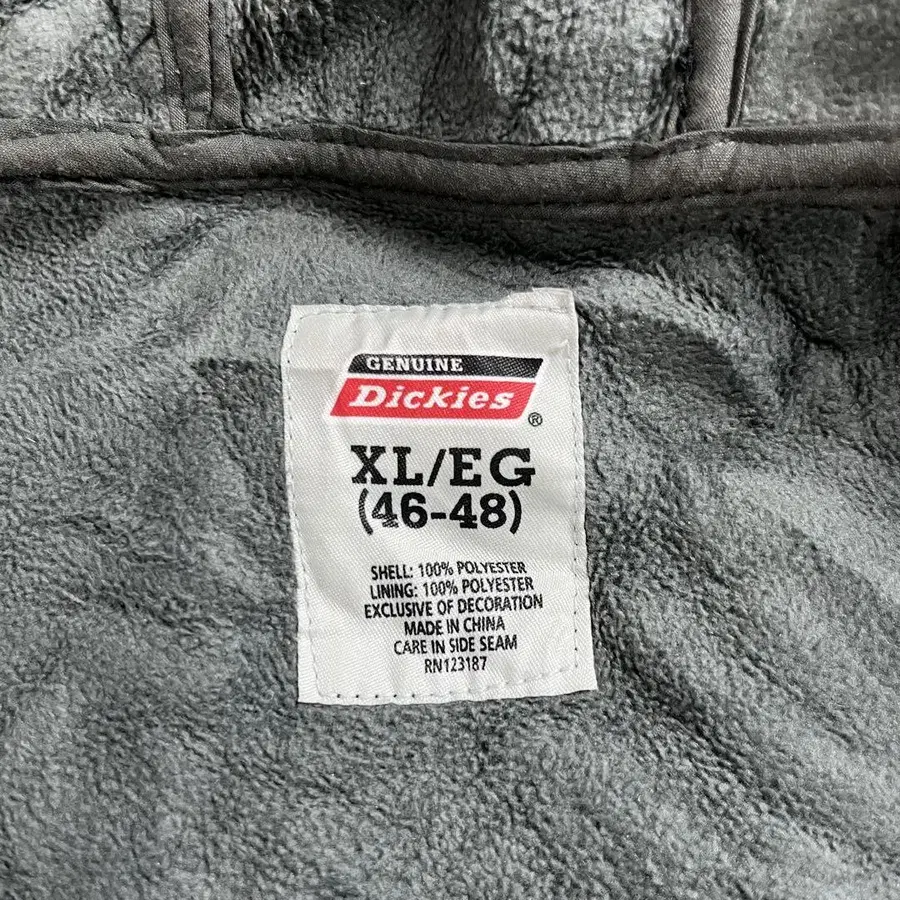 GENUINE
Dickies
®
XL/EG
(46-48)
SHELL: 100% POLYESTER
LINING: 100% POLYESTER
EXCLUSIVE OF DECORATION
MADE IN CHINA
CARE IN SIDE SEAM
RN123187